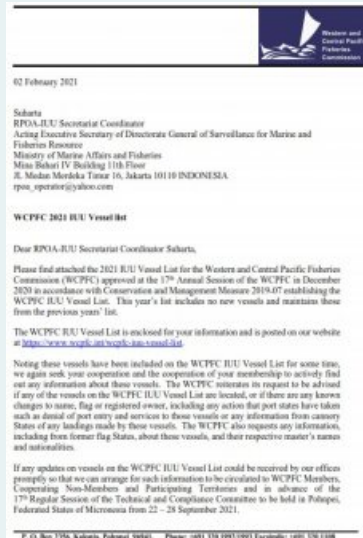 Western and
Central Pacific
Fisheries
Commission
02 February 2021
Suharta
RPOA-IUU Secretariat Coordinator
Acting Executive Secretary of Directorate General of Surveillance for Marine and
Fisheries Resource
Ministry of Marine Affairs and Fisheries
Mina Bahari IV Building 11th Floor
JL Medan Merdeka Timur 16, Jakarta 10110 INDONESIA
rpoa_operator@yahoo.com
WCPFC 2021 IUU Vessel list
Dear RPOA-IUU Secretariat Coordinator Suharta,
Please find attached the 2021 IUU Vessel List for the Western and Central Pacific Fisheries
Commission (WCPFC) approved at the 17th Annual Session of the WCPFC in December
2020 in accordance with Conservation and Management Measure 2019-07 establishing the
WCPFC IUU Vessel List. This year's list includes no new vessels and maintains those
from the previous years' list.
The WCPFC IUU Vessel List is enclosed for your information and is posted on our website
at https://www.wcpfc.int/wcpfc-iuu-vessel-list.
Noting these vessels have been included on the WCPFC IUU Vessel List for some time,
we again seek your cooperation and the cooperation of your membership to actively find
out any information about these vessels. The WCPFC reiterates its request to be advised
if any of the vessels on the WCPFC IUU Vessel List are located, or if there are any known
changes to name, flag or registered owner, including any action that port states have taken
such as denial of port entry and services to those vessels or any information from cannery
States of any landings made by these vessels. The WCPFC also requests any information,
including from former flag States, about these vessels, and their respective master's names
and nationalities.
If any updates on vessels on the WCPFC IUU Vessel List could be received by our offices
promptly so that we can arrange for such information to be circulated to WCPFC Members,
Cooperating Non-Members and Participating Territories and in advance of the
17th Regular Session of the Technical and Compliance Committee to be held in Pohnpei,
Federated States of Micronesia from 22 – 28 September 2021.